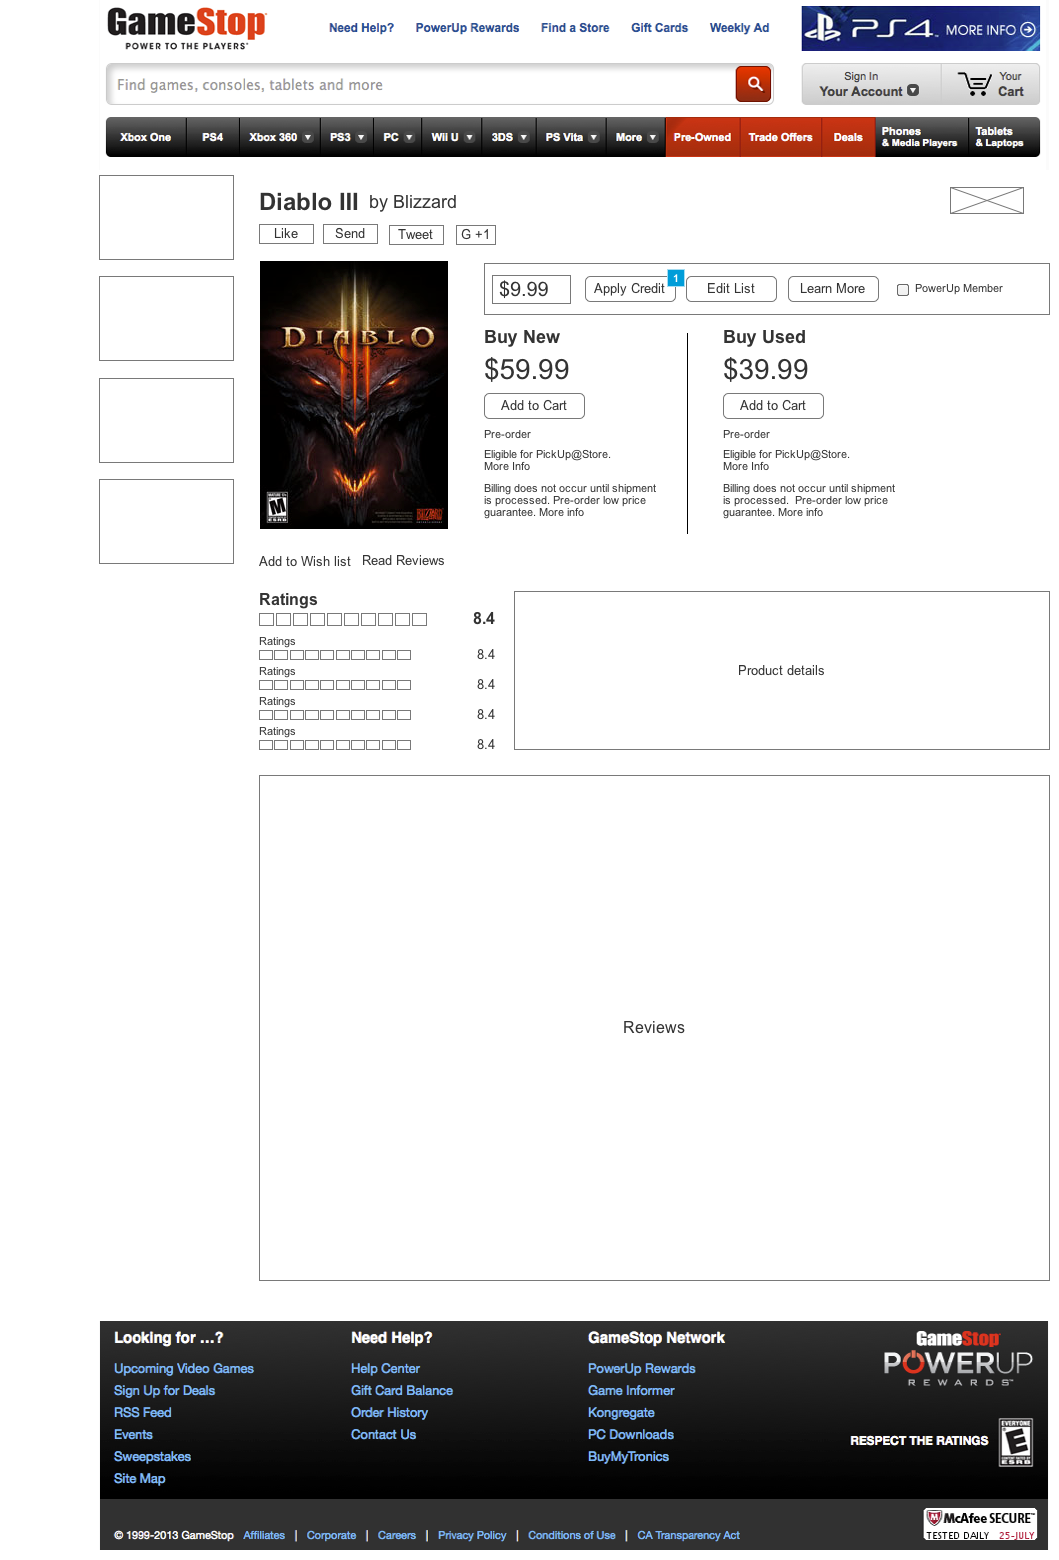 GameStop
POWER TO THE PLAYERS
Need Help? PowerUp Rewards Find a Store Gift Cards Weekly Ad
PS4 MORE INFO
Find games, consoles, tablets and more
Sign In
Your Account
Your
Cart
Xbox One PS4 Xbox 360 PS3 PC Wii U 3DS PS Vita More Pre-Owned Trade Offers Deals
Phones
& Media Players
Tablets
& Laptops
Diablo III by Blizzard
Like Send Tweet G +1
$9.99 Apply Credit 1 Edit List Learn More PowerUp Member
DIABLO
MATURE 17+
M
ESRB
BLIZZARD
Buy New
$59.99
Add to Cart
Pre-order
Eligible for PickUp@Store.
More Info
Billing does not occur until shipment
is processed. Pre-order low price
guarantee. More info
Buy Used
$39.99
Add to Cart
Pre-order
Eligible for PickUp@Store.
More Info
Billing does not occur until shipment
is processed.  Pre-order low price
guarantee. More info
Add to Wish list Read Reviews
Ratings
8.4
Ratings
8.4
Ratings
8.4
Ratings
8.4
Ratings
8.4
Product details
Reviews
Looking for ...?
Upcoming Video Games
Sign Up for Deals
RSS Feed
Events
Sweepstakes
Site Map
Need Help?
Help Center
Gift Card Balance
Order History
Contact Us
GameStop Network
PowerUp Rewards
Game Informer
Kongregate
PC Downloads
BuyMyTronics
GameStop
POWERUP
REWARDS™
RESPECT THE RATINGS
EVERYONE
E
CONTENT RATED BY
ESRB
© 1999-2013 GameStop Affiliates | Corporate | Careers | Privacy Policy | Conditions of Use | CA Transparency Act
McAfee SECURE™
TESTED DAILY 25-JULY